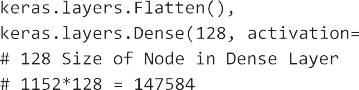 keras.layers.Flatten(),
keras.layers.Dense(128, activation=
# 128 Size of Node in Dense Layer
# 1152*128 = 147584